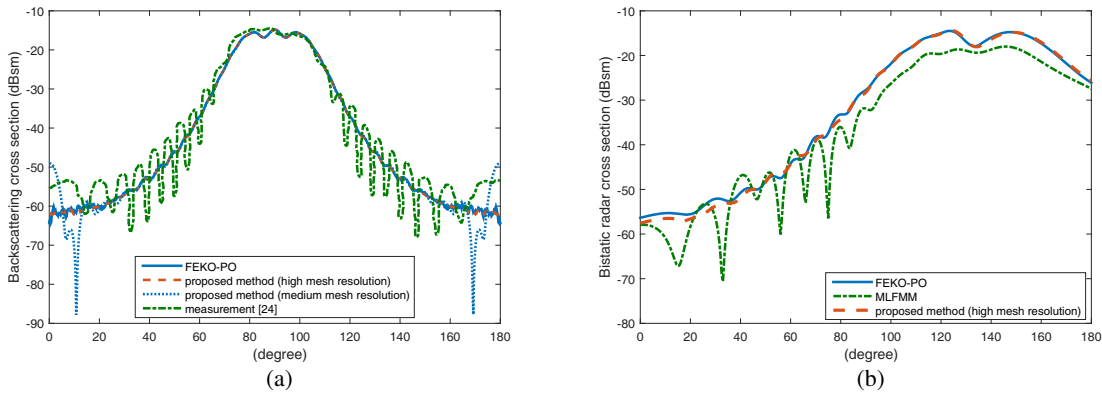 -10
-20
-30
-40
-50
-60
-70
-80
-90
0 20 40 60 80 100 120 140 160 180
Backscattering cross section (dBsm)
(degree)
FEKO-PO
proposed method (high mesh resolution)
proposed method (medium mesh resolution)
measurement [24]
(a)
-10
-20
-30
-40
-50
-60
-70
-80
0 20 40 60 80 100 120 140 160 180
Bistatic radar cross section (dBsm)
(degree)
FEKO-PO
MLFMM
proposed method (high mesh resolution)
(b)